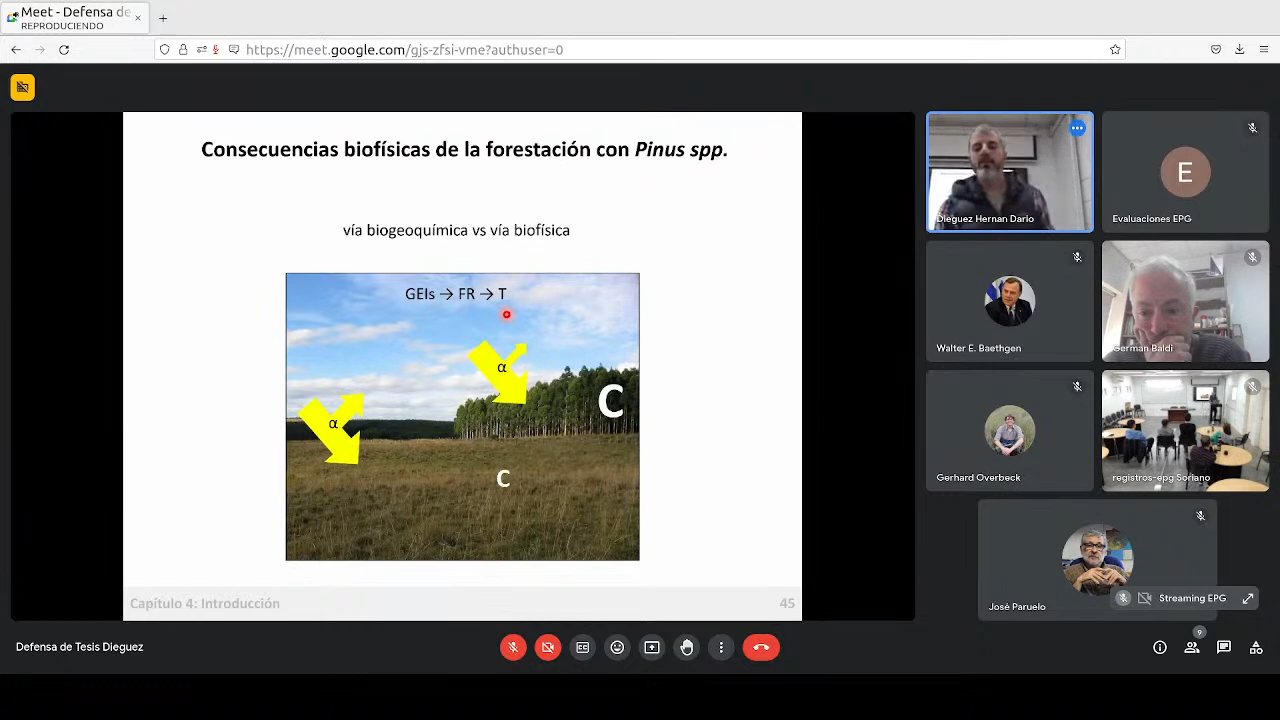 Meet - Defensa de
REPRODUCIENDO
https://meet.google.com/gjs-zfsi-vme?authuser=0
Consecuencias biofísicas de la forestación con Pinus spp.
vía biogeoquímica vs vía biofísica
GEIs → FR → T
α
C
α
C
Capítulo 4: Introducción
45
Dieguez Hernan Dario
E
Evaluaciones EPG
Walter E. Baethgen
German Baldi
Gerhard Overbeck
registros-epg Soriano
José Paruelo
Streaming EPG
Defensa de Tesis Dieguez
9